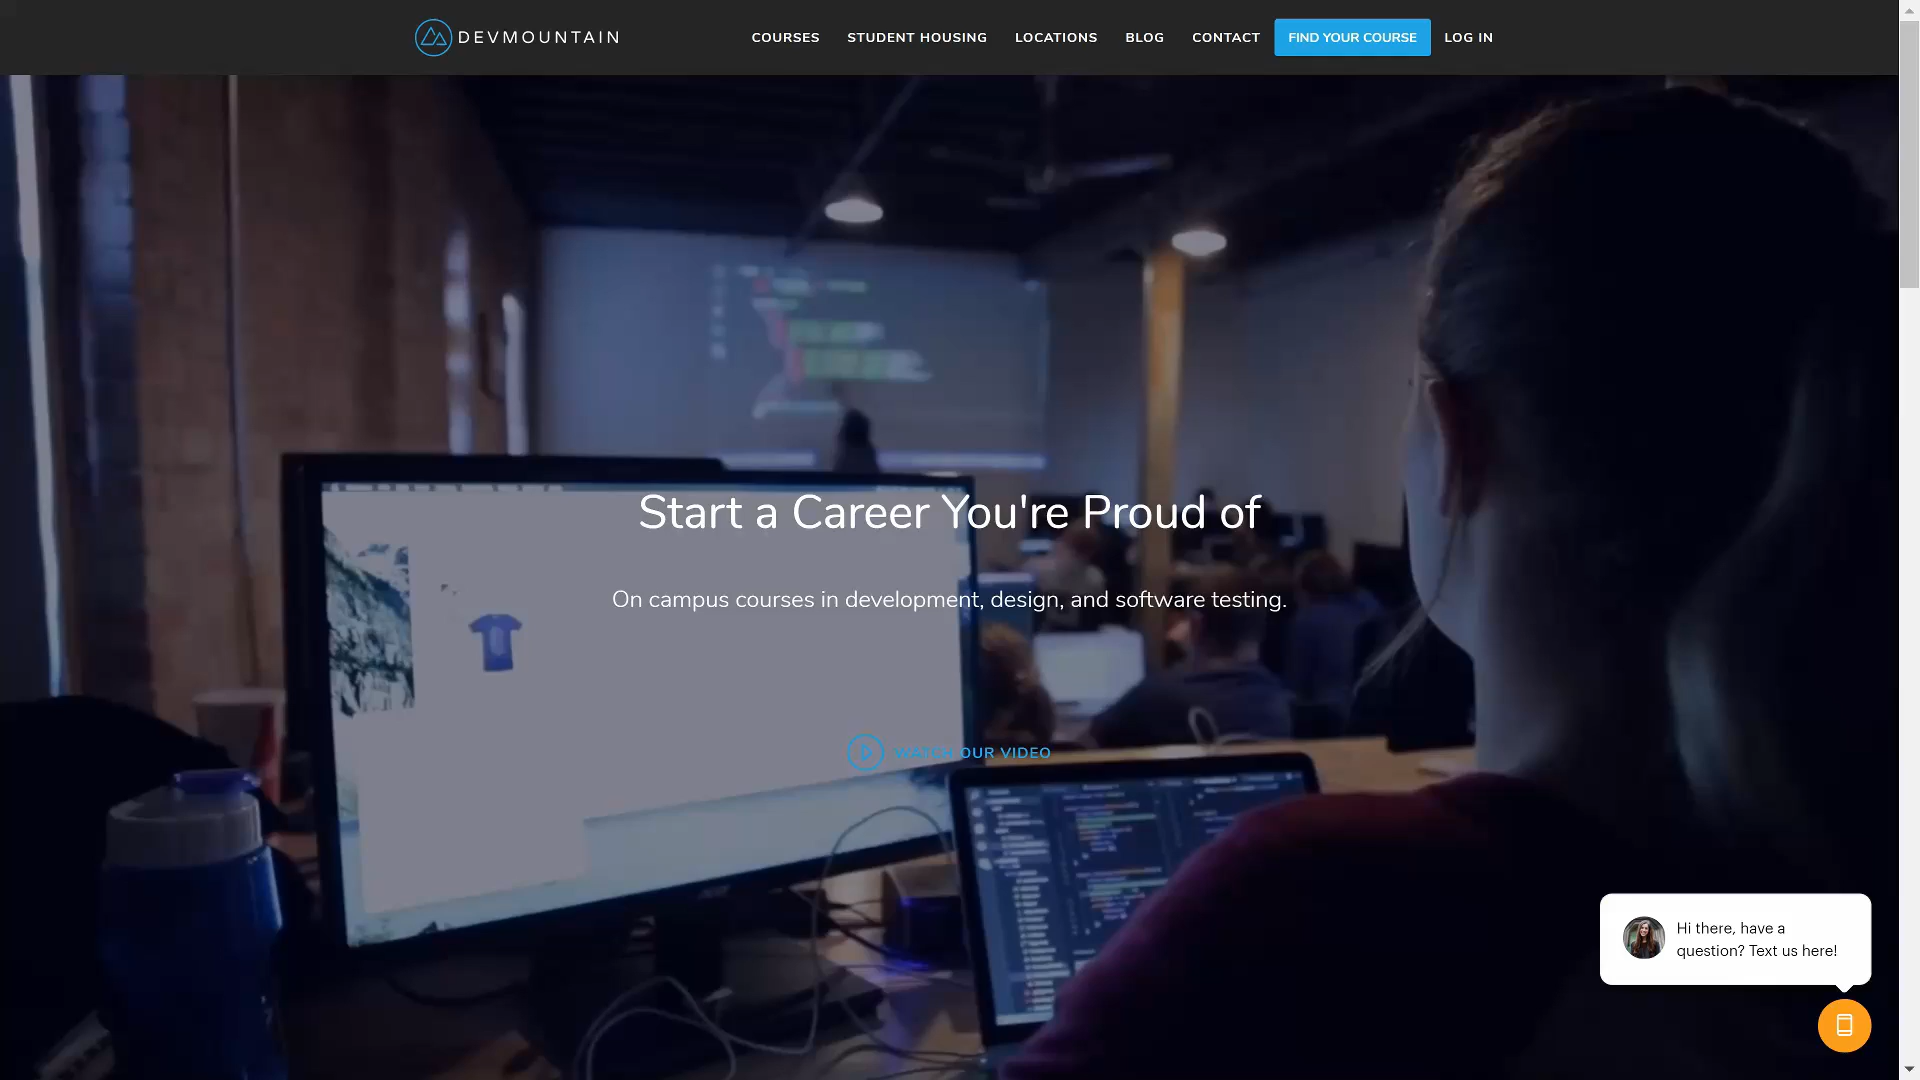 DEVMOUNTAIN
COURSES
STUDENT HOUSING
LOCATIONS
BLOG
CONTACT
FIND YOUR COURSE
LOG IN
Start a Career You're Proud of
On campus courses in development, design, and software testing.
WATCH OUR VIDEO
Hi there, have a
question? Text us here!